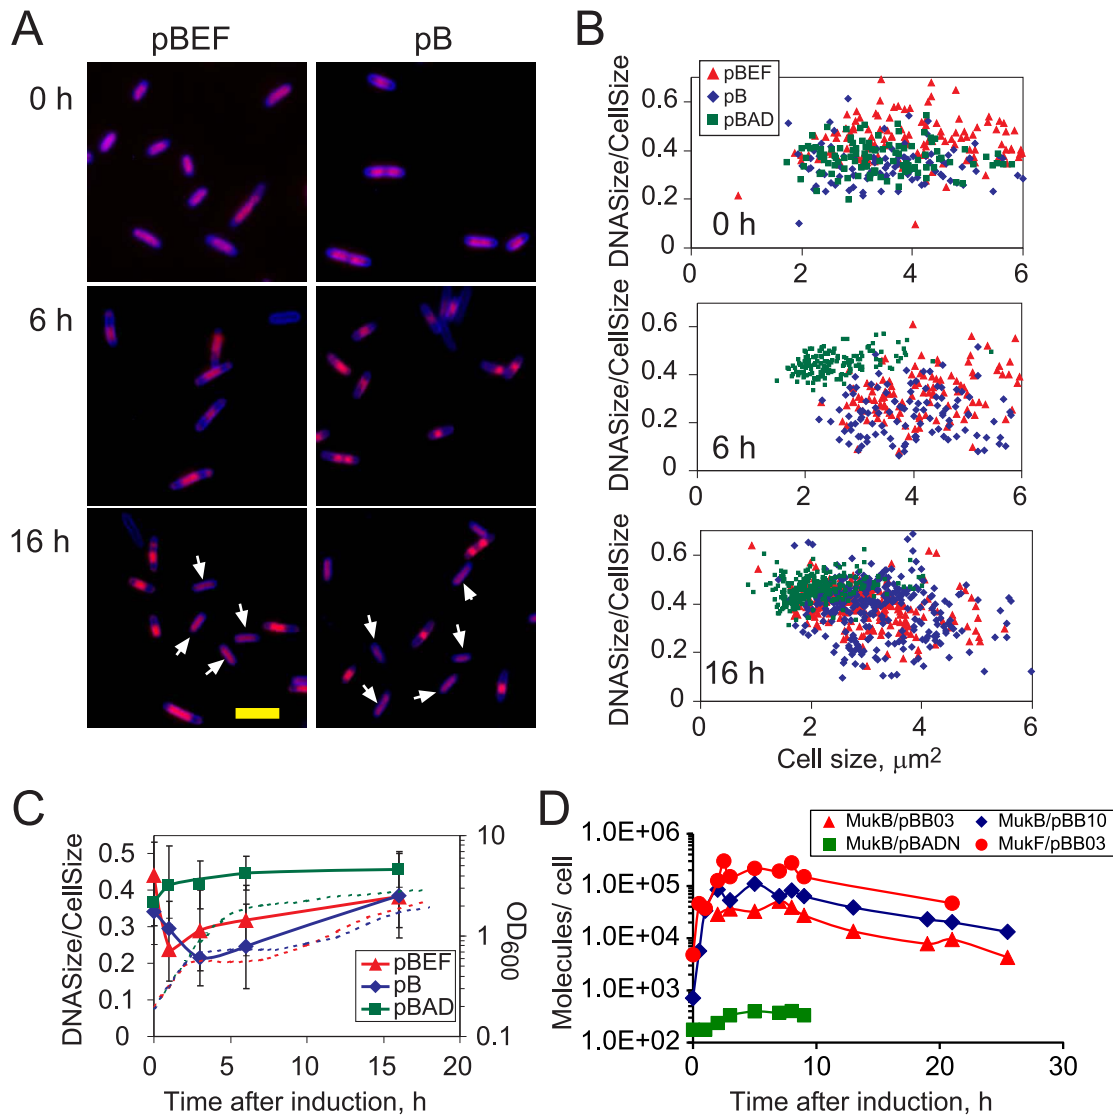 A
pBEF
pB
0 h
6 h
16 h
B
pBEF
pB
pBAD
DNASize/CellSize
0.6
0.4
0.2
0
0 h
0
2
4
6
DNASize/CellSize
0.6
0.4
0.2
0
6 h
0
2
4
6
DNASize/CellSize
0.6
0.4
0.2
0
16 h
0
2
4
6
Cell size, μm²
C
DNASize/CellSize
0.5
0.4
0.3
0.2
0.1
0
10
1
0.1
OD600
pBEF
pB
pBAD
0
5
10
15
20
Time after induction, h
D
MukB/pBB03
MukB/pBB10
MukB/pBADN
MukF/pBB03
Molecules/ cell
1.0E+06
1.0E+05
1.0E+04
1.0E+03
1.0E+02
0
10
20
30
Time after induction, h